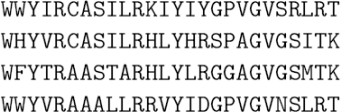 WWYIRCASILRKIYIYGPVGVSRLRT
WHYVRCASILRHLYHRSPAGVGSITK
WFYTRAASTARHLYLRGGAGVGSMTK
WWYVRAAALLRRVYIDGPVGVNSLRT